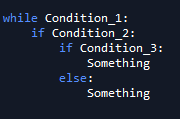 while Condition_1:
    if Condition_2:
        if Condition_3:
            Something
        else:
            Something